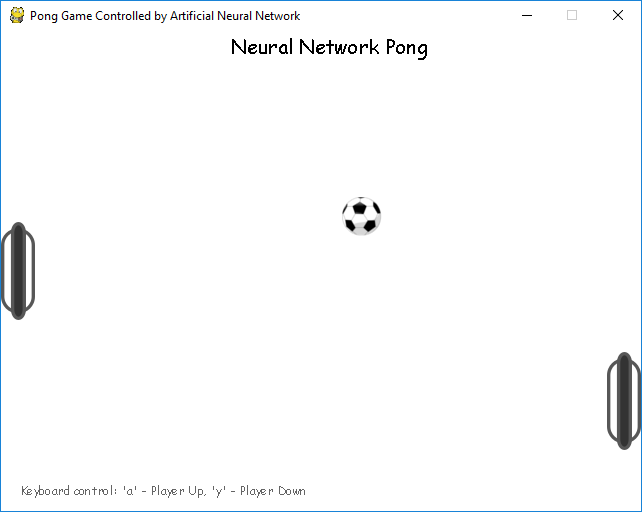 Pong Game Controlled by Artificial Neural Network
Neural Network Pong
Keyboard control: 'a' - Player Up, 'y' - Player Down